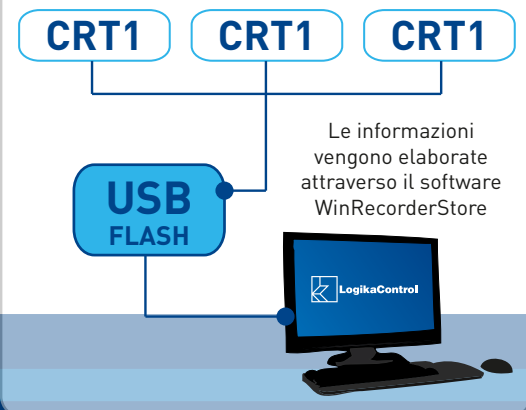 CRT1 CRT1 CRT1
Le informazioni
vengono elaborate
attraverso il software
WinRecorderStore
USB
FLASH
LogikaControl